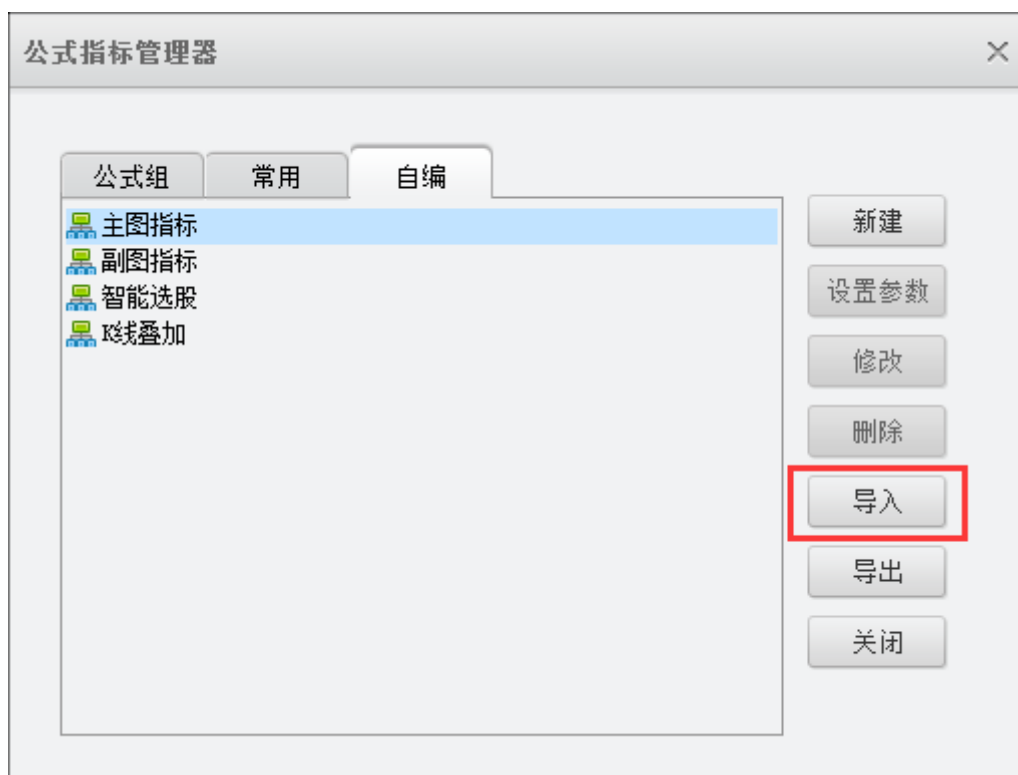 公式指标管理器
公式组 常用 自编
主图指标
副图指标
智能选股
K线叠加
新建
设置参数
修改
删除
导入
导出
关闭